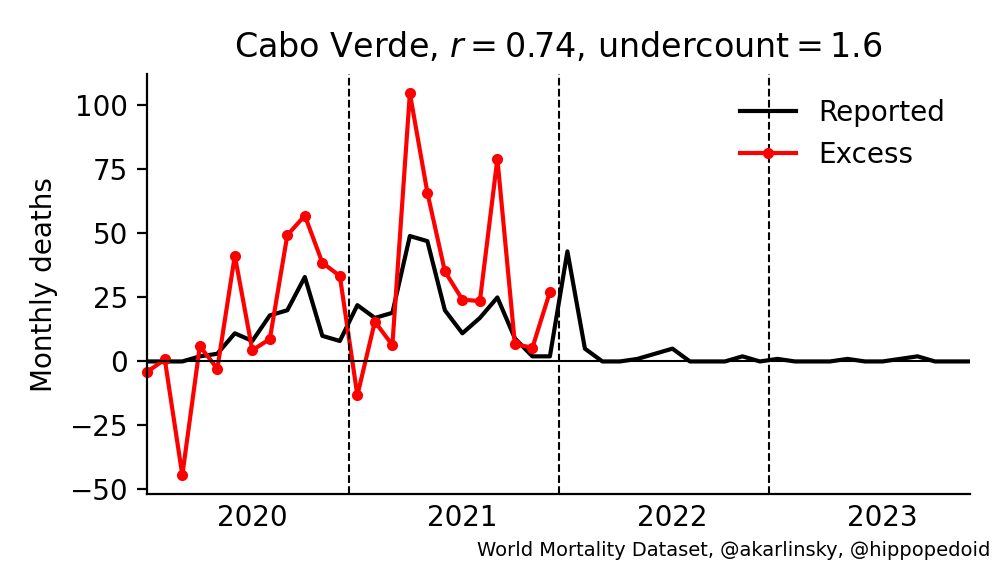 Cabo Verde, r = 0.74, undercount = 1.6
Monthly deaths
100
75
50
25
0
−25
−50
Reported
Excess
2020 2021 2022 2023
World Mortality Dataset, @akarlinsky, @hippopedoid